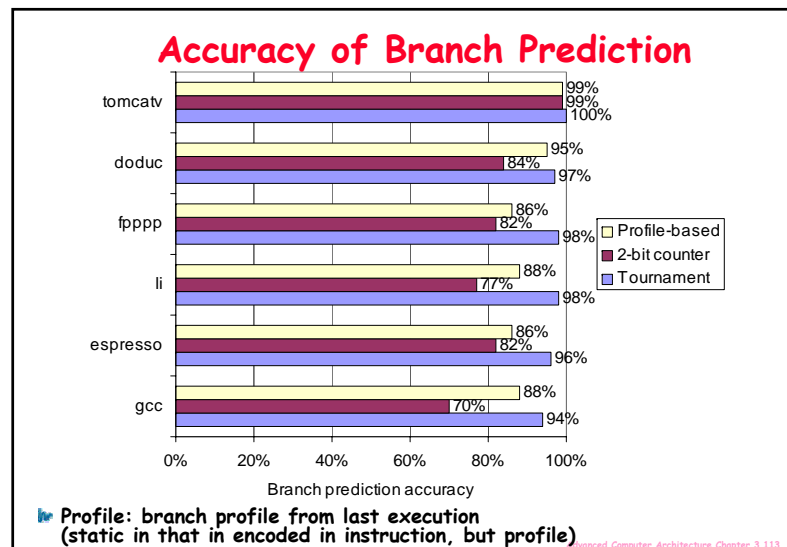 Accuracy of Branch Prediction
tomcatv
99%
99%
100%
doduc
95%
84%
97%
fpppp
86%
82%
98%
li
88%
77%
98%
espresso
86%
82%
96%
gcc
88%
70%
94%
Profile-based
2-bit counter
Tournament
0% 20% 40% 60% 80% 100%
Branch prediction accuracy
Profile: branch profile from last execution
(static in that in encoded in instruction, but profile)
dvanced Computer Architecture Chapter 3.113